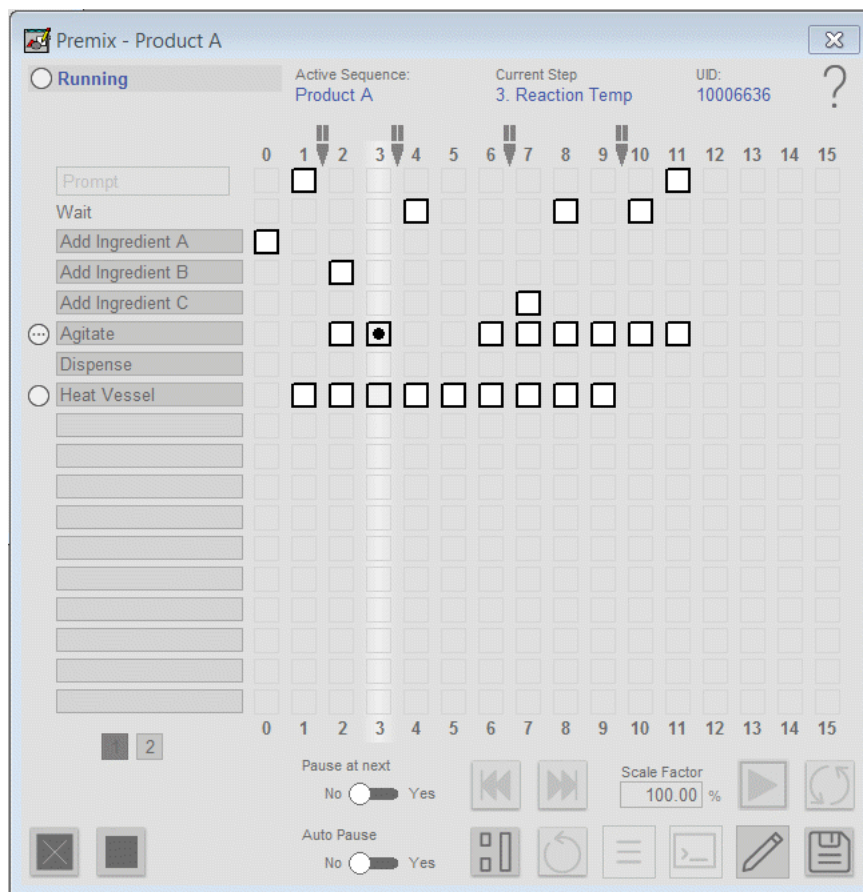 Premix - Product A
Running
Active Sequence:
Product A
Current Step
3. Reaction Temp
UID:
10006636
?
0 1 2 3 4 5 6 7 8 9 10 11 12 13 14 15
Prompt
Wait
Add Ingredient A
Add Ingredient B
Add Ingredient C
Agitate
Dispense
Heat Vessel
0 1 2 3 4 5 6 7 8 9 10 11 12 13 14 15
1 2
Pause at next
No Yes
Scale Factor
100.00 %
Auto Pause
No Yes